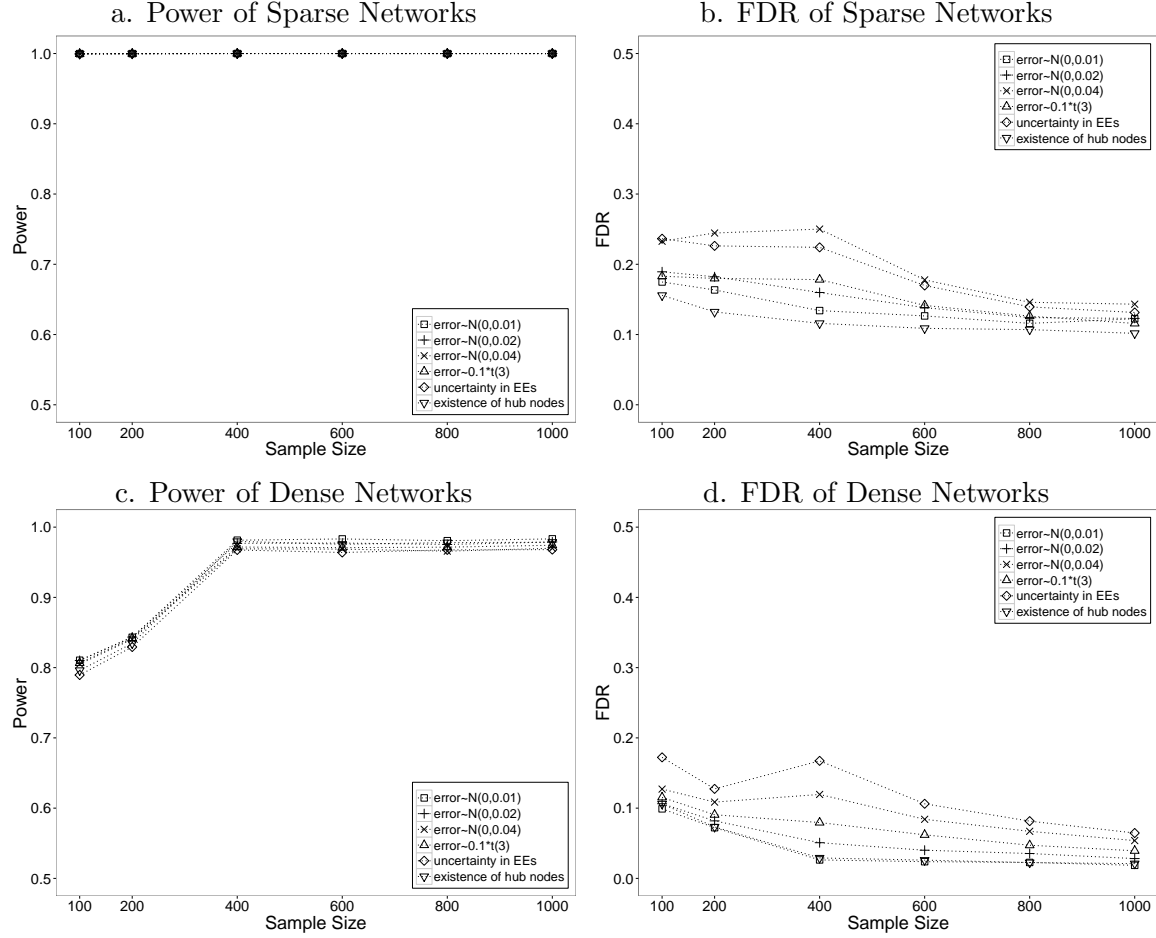 a. Power of Sparse Networks
1.0
0.9
0.8
0.7
0.6
0.5
Power
100 200 400 600 800 1000
Sample Size
error~N(0,0.01)
error~N(0,0.02)
error~N(0,0.04)
error~0.1*t(3)
uncertainty in EEs
existence of hub nodes
b. FDR of Sparse Networks
0.5
0.4
0.3
0.2
0.1
0.0
FDR
100 200 400 600 800 1000
Sample Size
error~N(0,0.01)
error~N(0,0.02)
error~N(0,0.04)
error~0.1*t(3)
uncertainty in EEs
existence of hub nodes
c. Power of Dense Networks
1.0
0.9
0.8
0.7
0.6
0.5
Power
100 200 400 600 800 1000
Sample Size
error~N(0,0.01)
error~N(0,0.02)
error~N(0,0.04)
error~0.1*t(3)
uncertainty in EEs
existence of hub nodes
d. FDR of Dense Networks
0.5
0.4
0.3
0.2
0.1
0.0
FDR
100 200 400 600 800 1000
Sample Size
error~N(0,0.01)
error~N(0,0.02)
error~N(0,0.04)
error~0.1*t(3)
uncertainty in EEs
existence of hub nodes